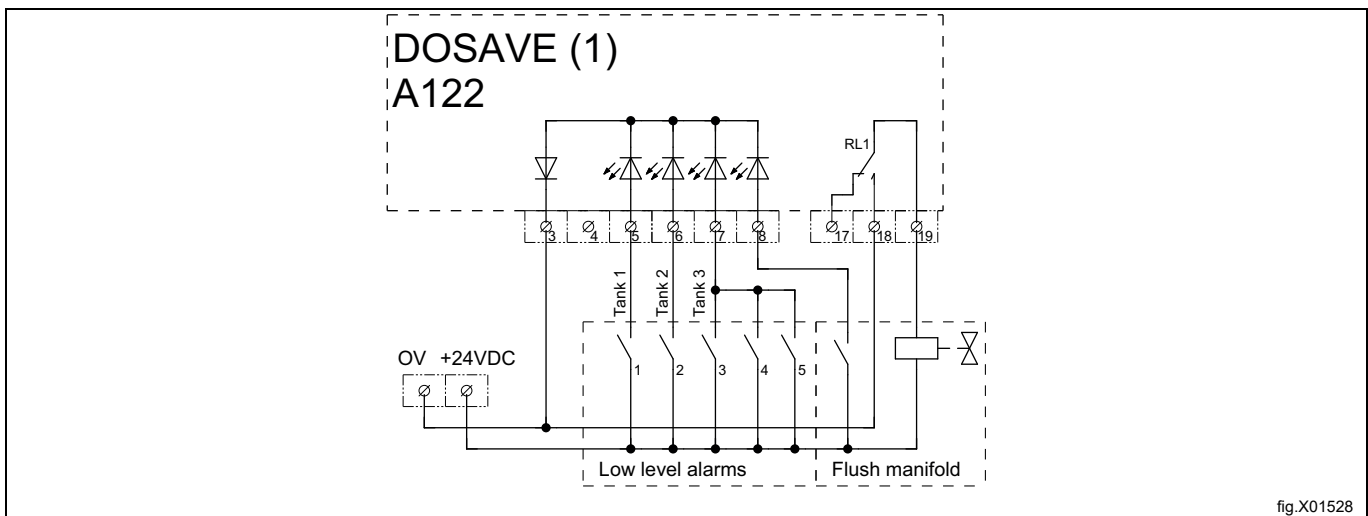 DOSAVE (1)
A122
RL1
3 4 5 6 7 8 17 18 19
Tank 1
Tank 2
Tank 3
OV +24VDC
1 2 3 4 5
Low level alarms
Flush manifold
fig.X01528